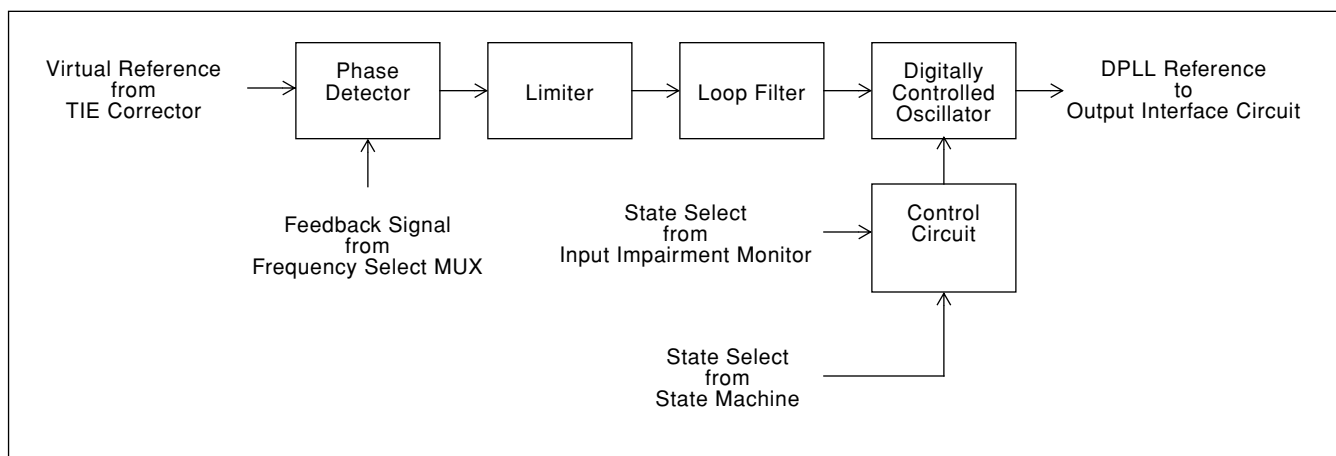 Virtual Reference
from
TIE Corrector
Phase
Detector
Limiter
Loop Filter
Digitally
Controlled
Oscillator
DPLL Reference
to
Output Interface Circuit
Feedback Signal
from
Frequency Select MUX
State Select
from
Input Impairment Monitor
Control
Circuit
State Select
from
State Machine